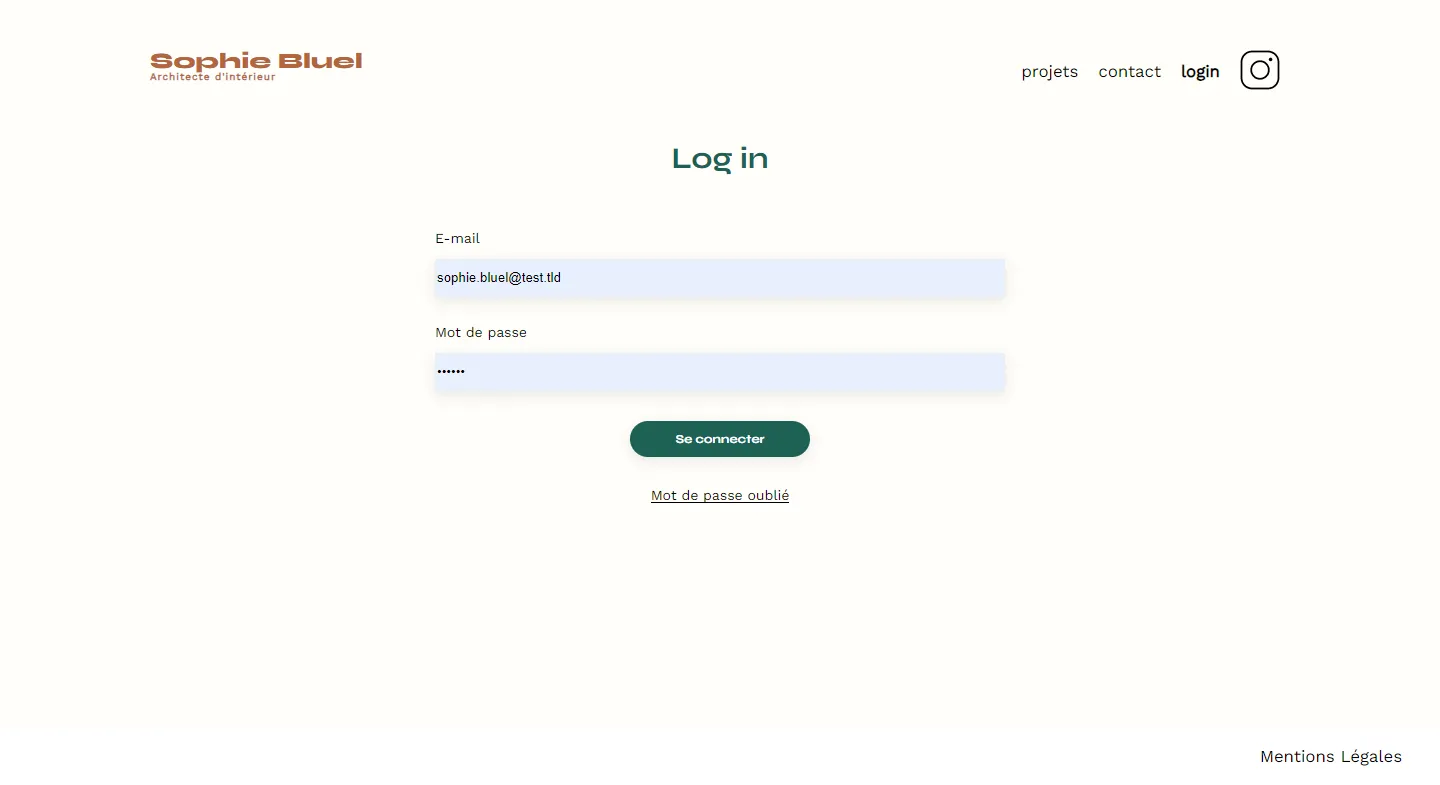 Sophie Bluel
Architecte d'intérieur
projets contact login
Log in
E-mail
sophie.bluel@test.tld
Mot de passe
••••••
Se connecter
Mot de passe oublié
Mentions Légales